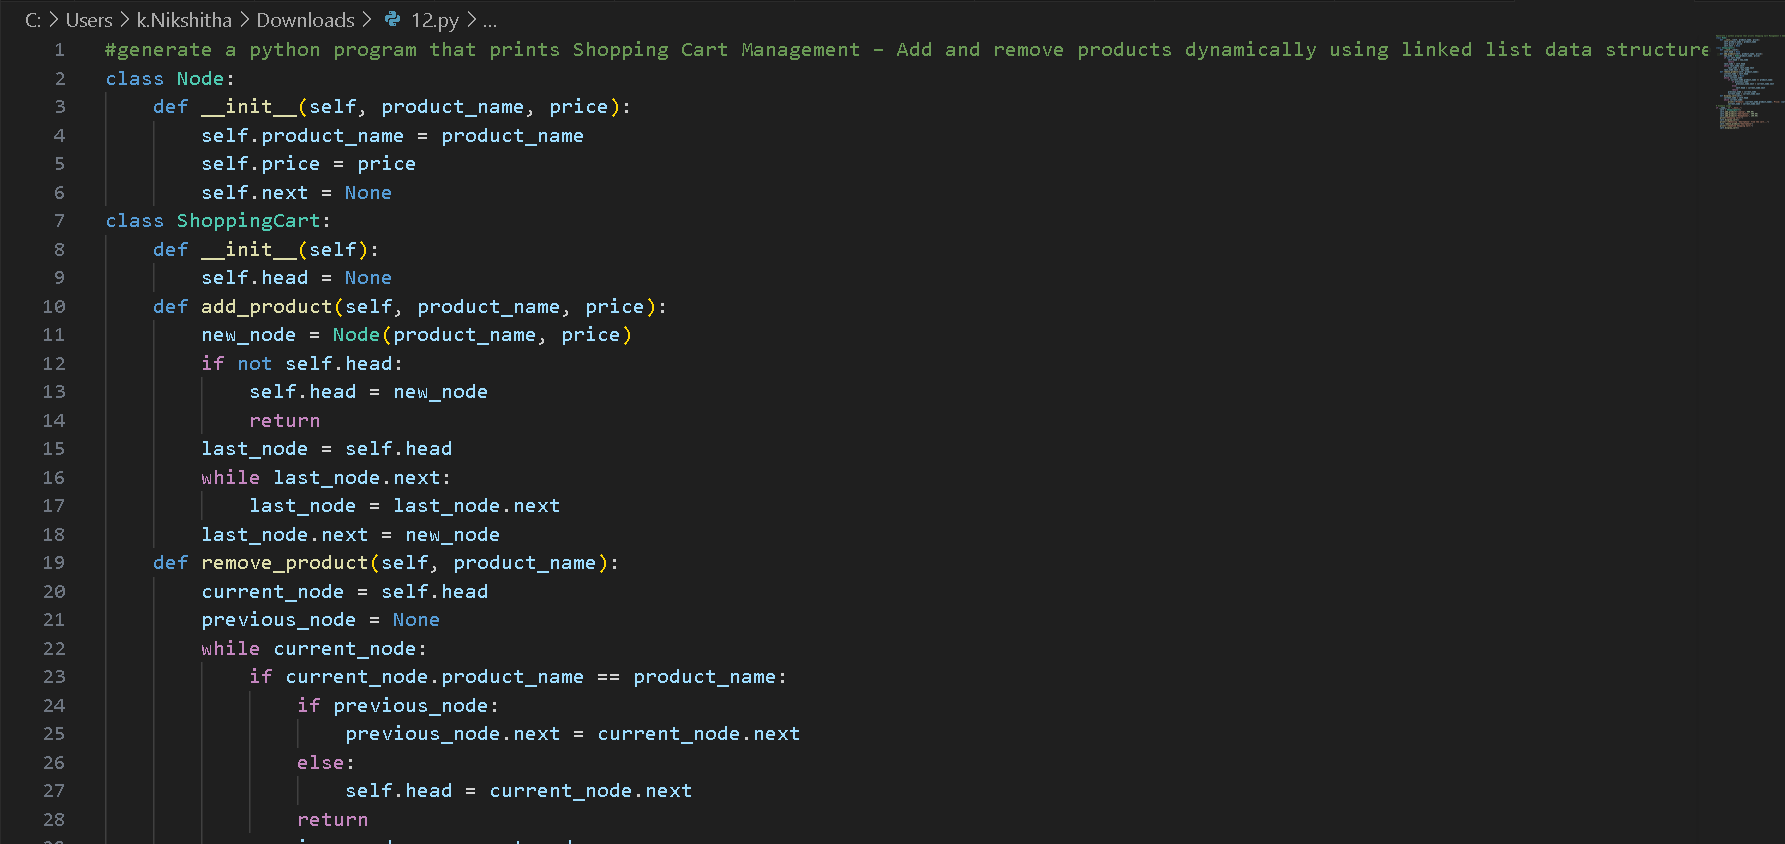 C: > Users > k.Nikshitha > Downloads > 12.py > ...
1 #generate a python program that prints Shopping Cart Management – Add and remove products dynamically using linked list data structure
2 class Node:
3     def __init__(self, product_name, price):
4         self.product_name = product_name
5         self.price = price
6         self.next = None
7 class ShoppingCart:
8     def __init__(self):
9         self.head = None
10     def add_product(self, product_name, price):
11         new_node = Node(product_name, price)
12         if not self.head:
13             self.head = new_node
14             return
15         last_node = self.head
16         while last_node.next:
17             last_node = last_node.next
18         last_node.next = new_node
19     def remove_product(self, product_name):
20         current_node = self.head
21         previous_node = None
22         while current_node:
23             if current_node.product_name == product_name:
24                 if previous_node:
25                     previous_node.next = current_node.next
26                 else:
27                     self.head = current_node.next
28                 return